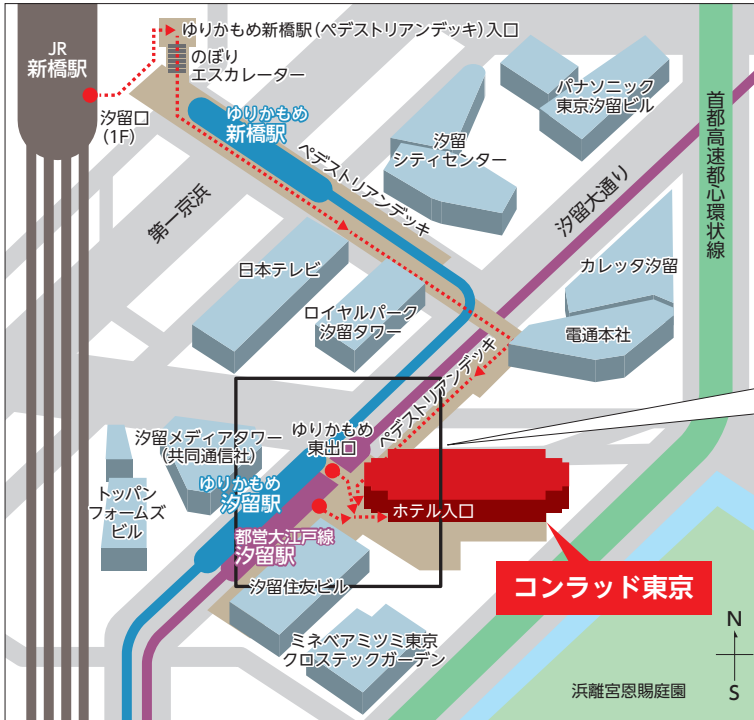 JR
新橋駅
ゆりかもめ新橋駅(ペデストリアンデッキ)入口
のぼり
エスカレーター
汐留口
(1F)
ゆりかもめ
新橋駅
ペデストリアンデッキ
第一京浜
汐留
シティセンター
パナソニック
東京汐留ビル
首都高速都心環状線
汐留大通り
日本テレビ
ロイヤルパーク
汐留タワー
カレッタ汐留
電通本社
ペデストリアンデッキ
汐留メディアタワー
(共同通信社)
ゆりかもめ
東出口
トッパン
フォームズ
ビル
ゆりかもめ
汐留駅
ホテル入口
都営大江戸線
汐留駅
コンラッド東京
汐留住友ビル
ミネベアミツミ東京
クロステックガーデン
浜離宮恩賜庭園
N
S